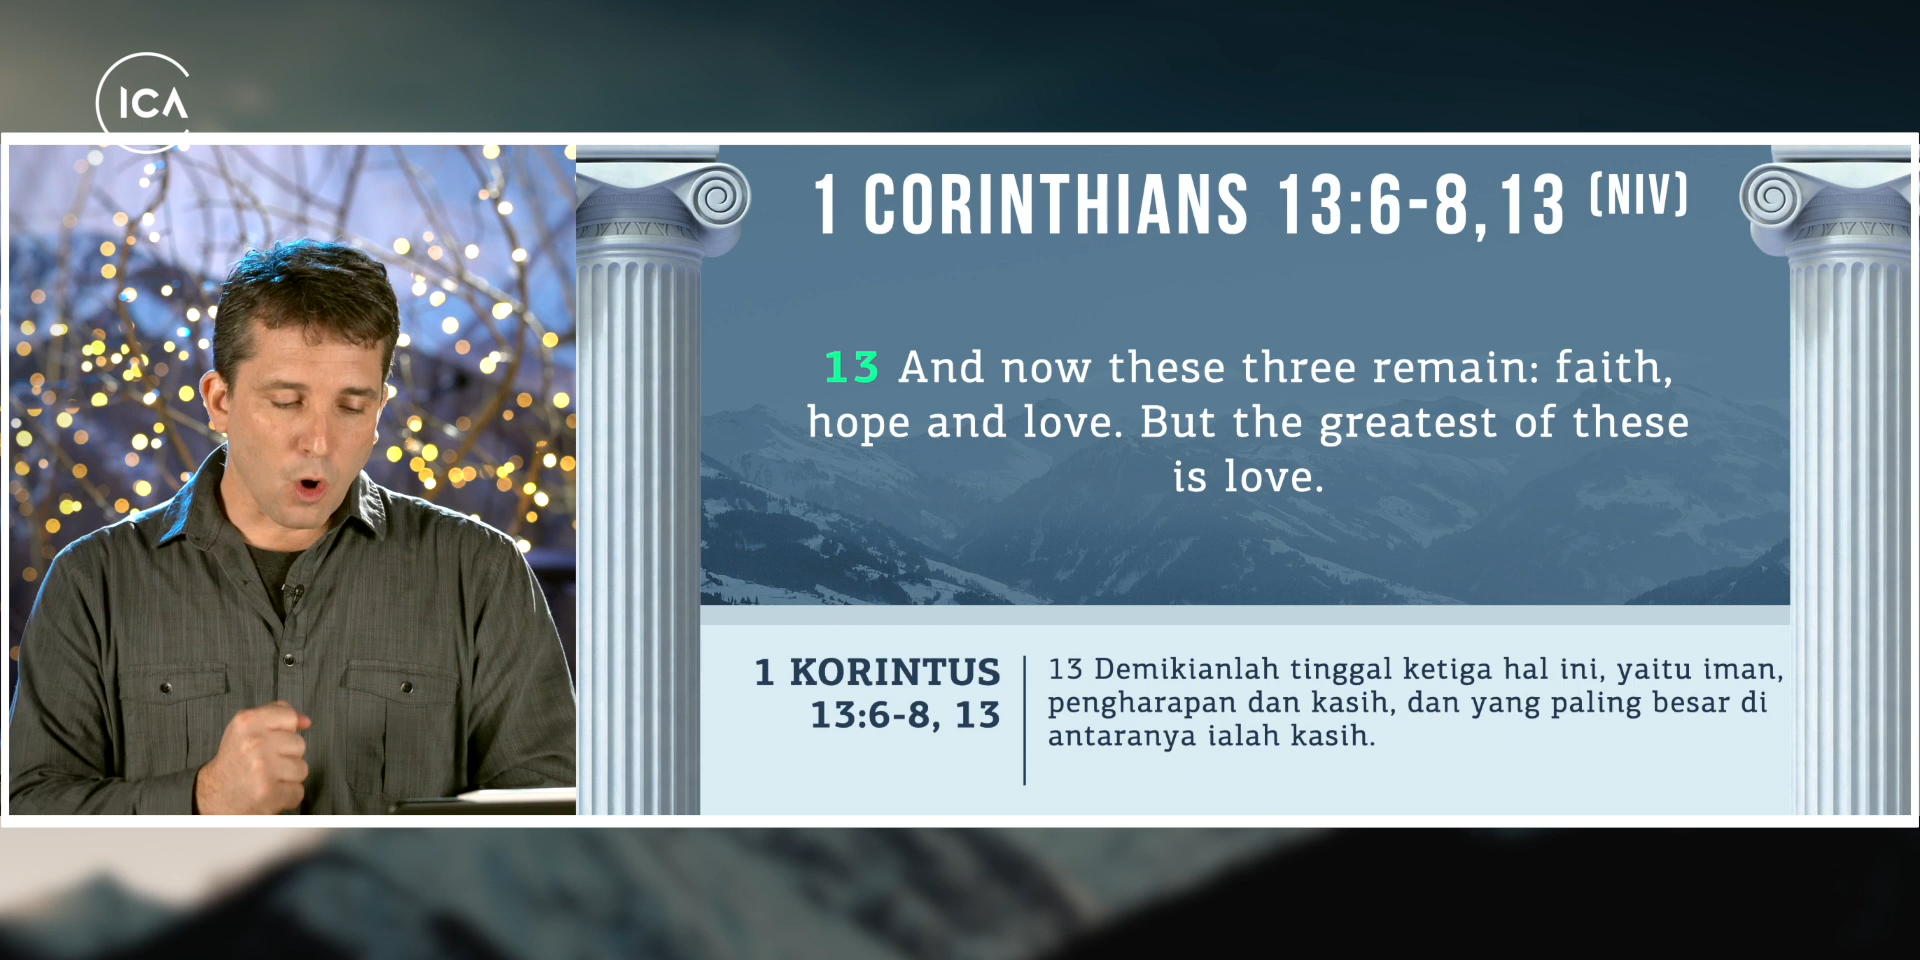 ICA
1 CORINTHIANS 13:6-8,13 (NIV)
13 And now these three remain: faith,
hope and love. But the greatest of these
is love.
1 KORINTUS
13:6-8, 13
13 Demikianlah tinggal ketiga hal ini, yaitu iman,
pengharapan dan kasih, dan yang paling besar di
antaranya ialah kasih.